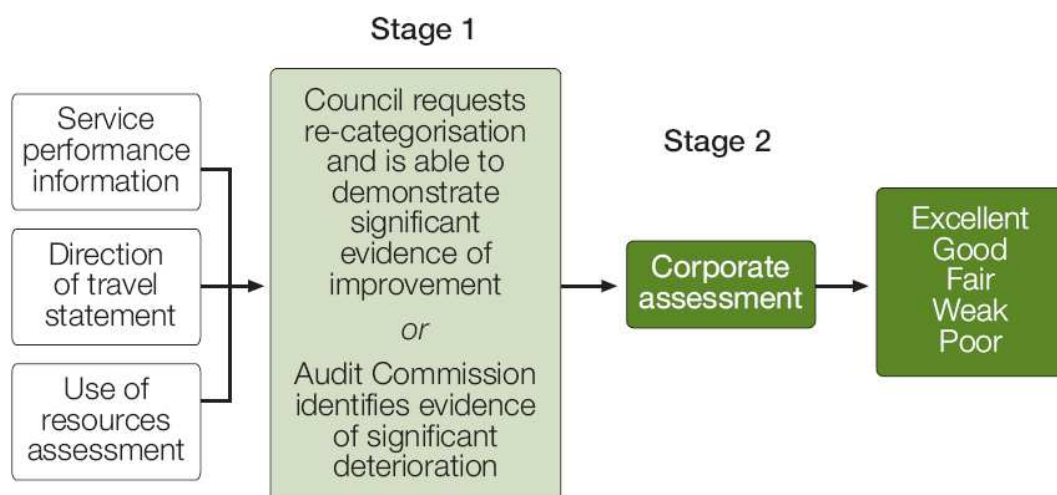 Stage 1
Service
performance
information
Direction
of travel
statement
Use of
resources
assessment
Council requests
re-categorisation
and is able to
demonstrate
significant
evidence of
improvement
or
Audit Commission
identifies evidence
of significant
deterioration
Stage 2
Corporate
assessment
Excellent
Good
Fair
Weak
Poor